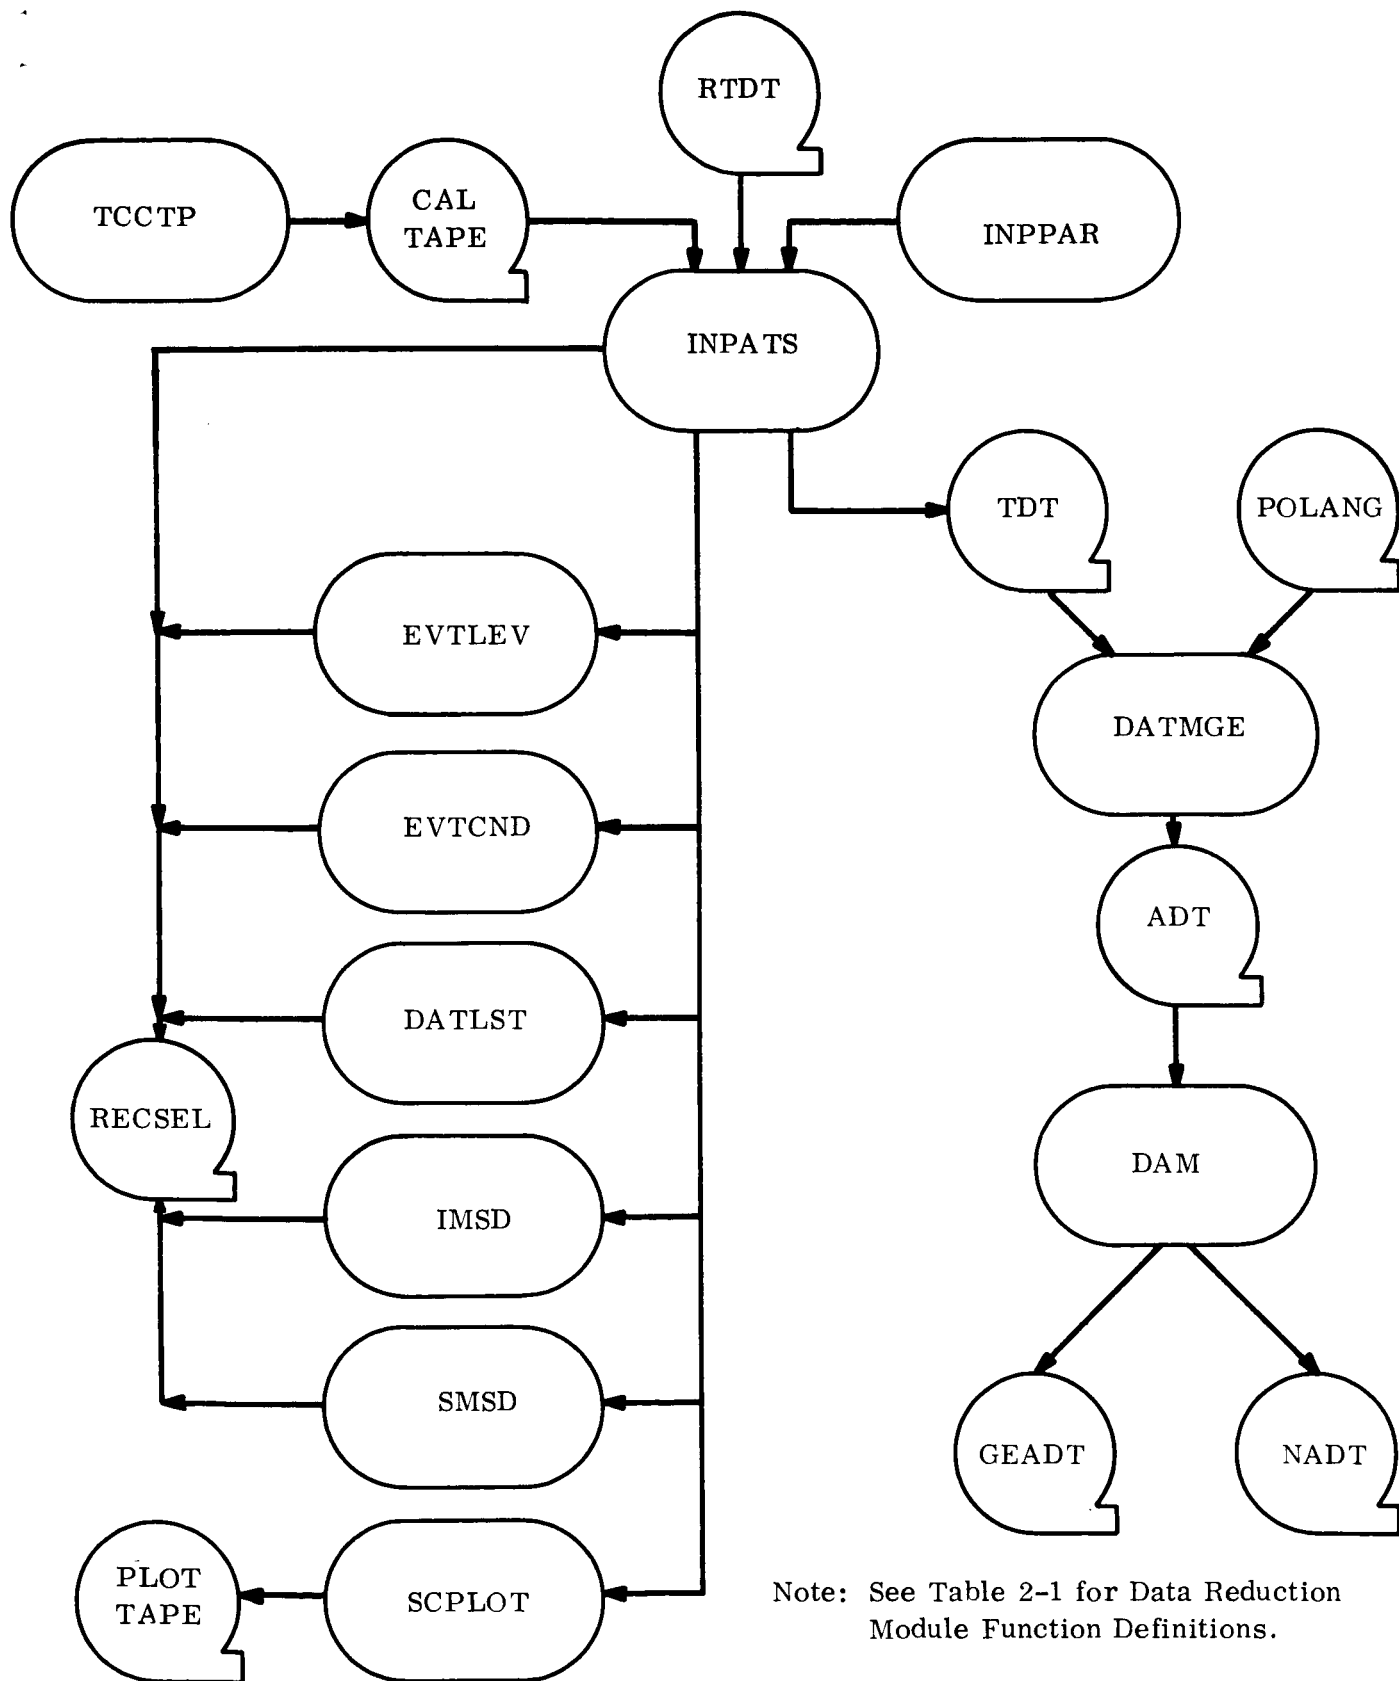 RTDT
TCCTP
CAL
TAPE
INPPAR
INPATS
TDT
POLANG
EVTLEV
DATMGE
EVTCND
ADT
DATLST
RECSEL
DAM
IMSD
SMSD
GEADT
NADT
PLOT
TAPE
SCPLOT
Note: See Table 2-1 for Data Reduction
Module Function Definitions.